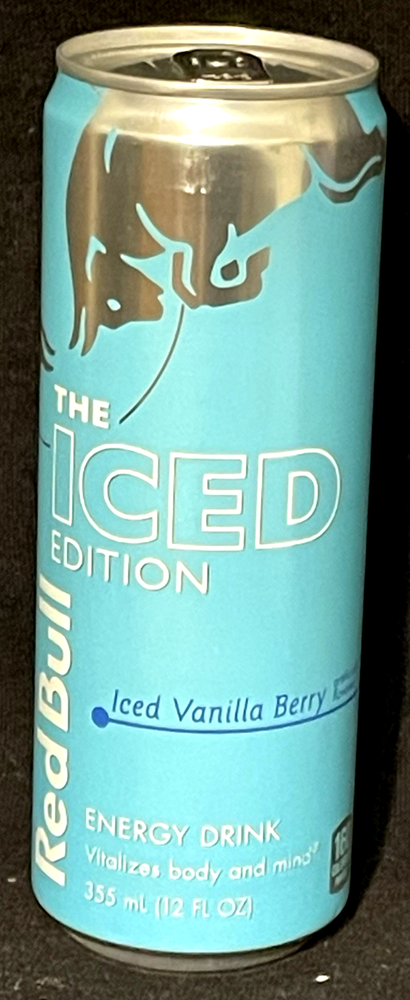 THE
ICED
EDITION
Red Bull
Iced Vanilla Berry
ENERGY DRINK
Vitalizes body and mind®
355 mL (12 FL OZ)